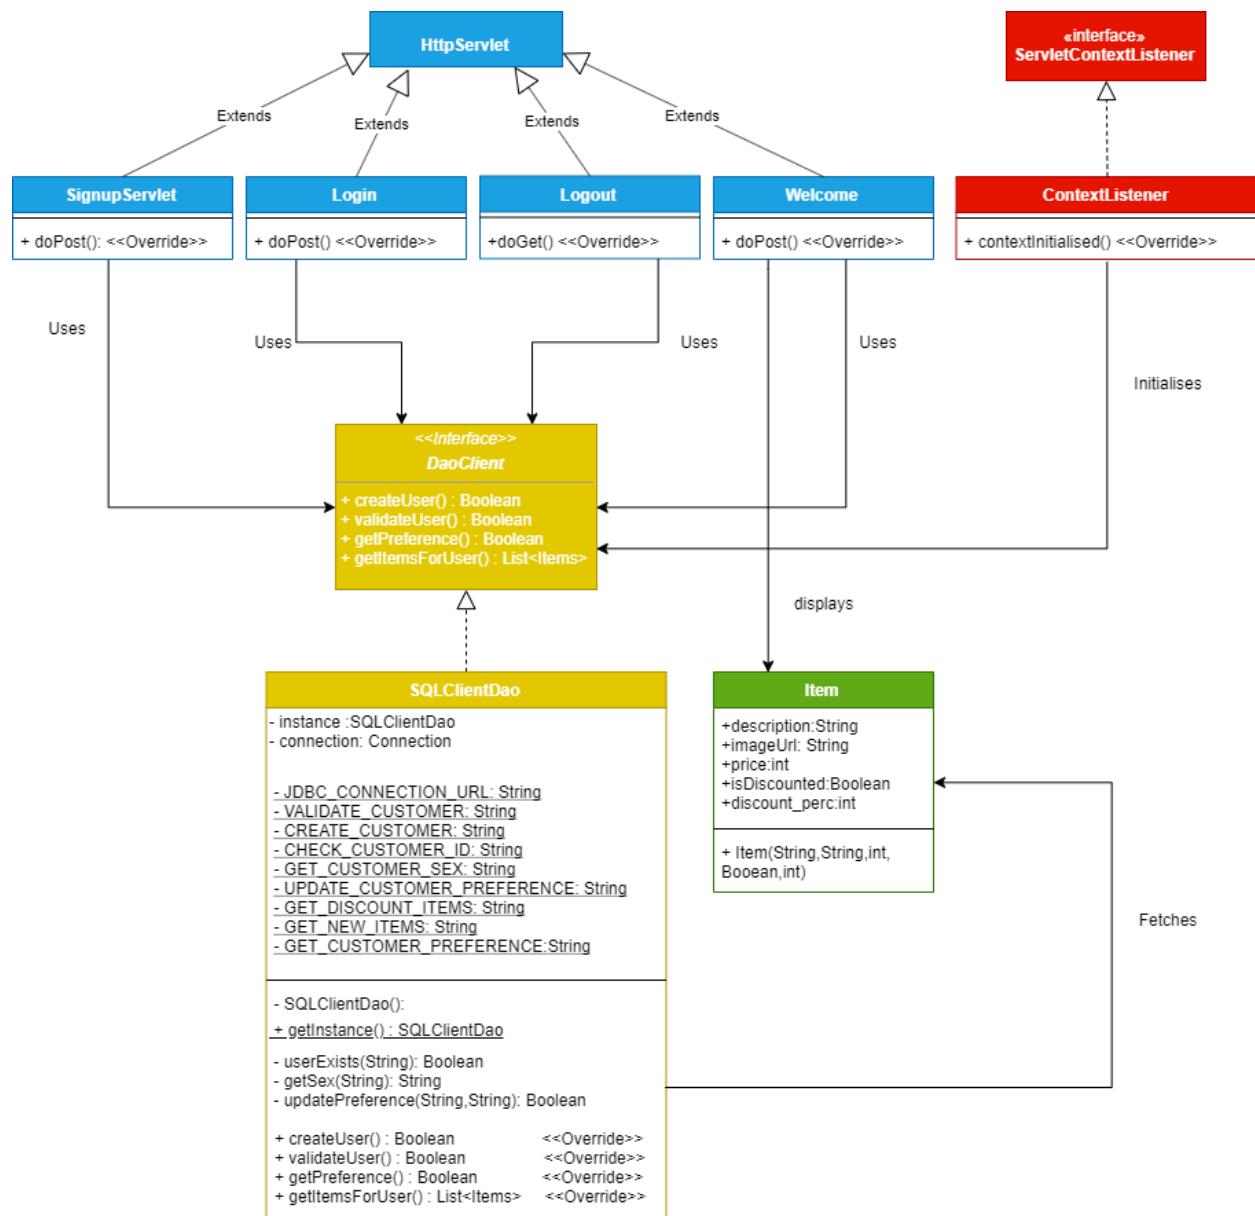 HttpServlet
«interface»
ServletContextListener
Extends
Extends
Extends
Extends
SignupServlet
+ doPost(): <<Override>>
Login
+ doPost() <<Override>>
Logout
+doGet() <<Override>>
Welcome
+ doPost() <<Override>>
ContextListener
+ contextInitialised() <<Override>>
Uses
Uses
Uses
Uses
Initialises
<<Interface>>
DaoClient
+ createUser() : Boolean
+ validateUser() : Boolean
+ getPreference() : Boolean
+ getItemsForUser() : List<Items>
displays
SQLClientDao
- instance :SQLClientDao
- connection: Connection
- JDBC_CONNECTION_URL: String
- VALIDATE_CUSTOMER: String
- CREATE_CUSTOMER: String
- CHECK_CUSTOMER_ID: String
- GET_CUSTOMER_SEX: String
- UPDATE_CUSTOMER_PREFERENCE: String
- GET_DISCOUNT_ITEMS: String
- GET_NEW_ITEMS: String
- GET_CUSTOMER_PREFERENCE:String
- SQLClientDao():
+ getInstance() : SQLClientDao
- userExists(String): Boolean
- getSex(String): String
- updatePreference(String,String): Boolean
+ createUser() : Boolean <<Override>>
+ validateUser() : Boolean <<Override>>
+ getPreference() : Boolean <<Override>>
+ getItemsForUser() : List<Items> <<Override>>
Item
+description:String
+imageUrl: String
+price:int
+isDiscounted:Boolean
+discount_perc:int
+ Item(String,String,int,
Booean,int)
Fetches